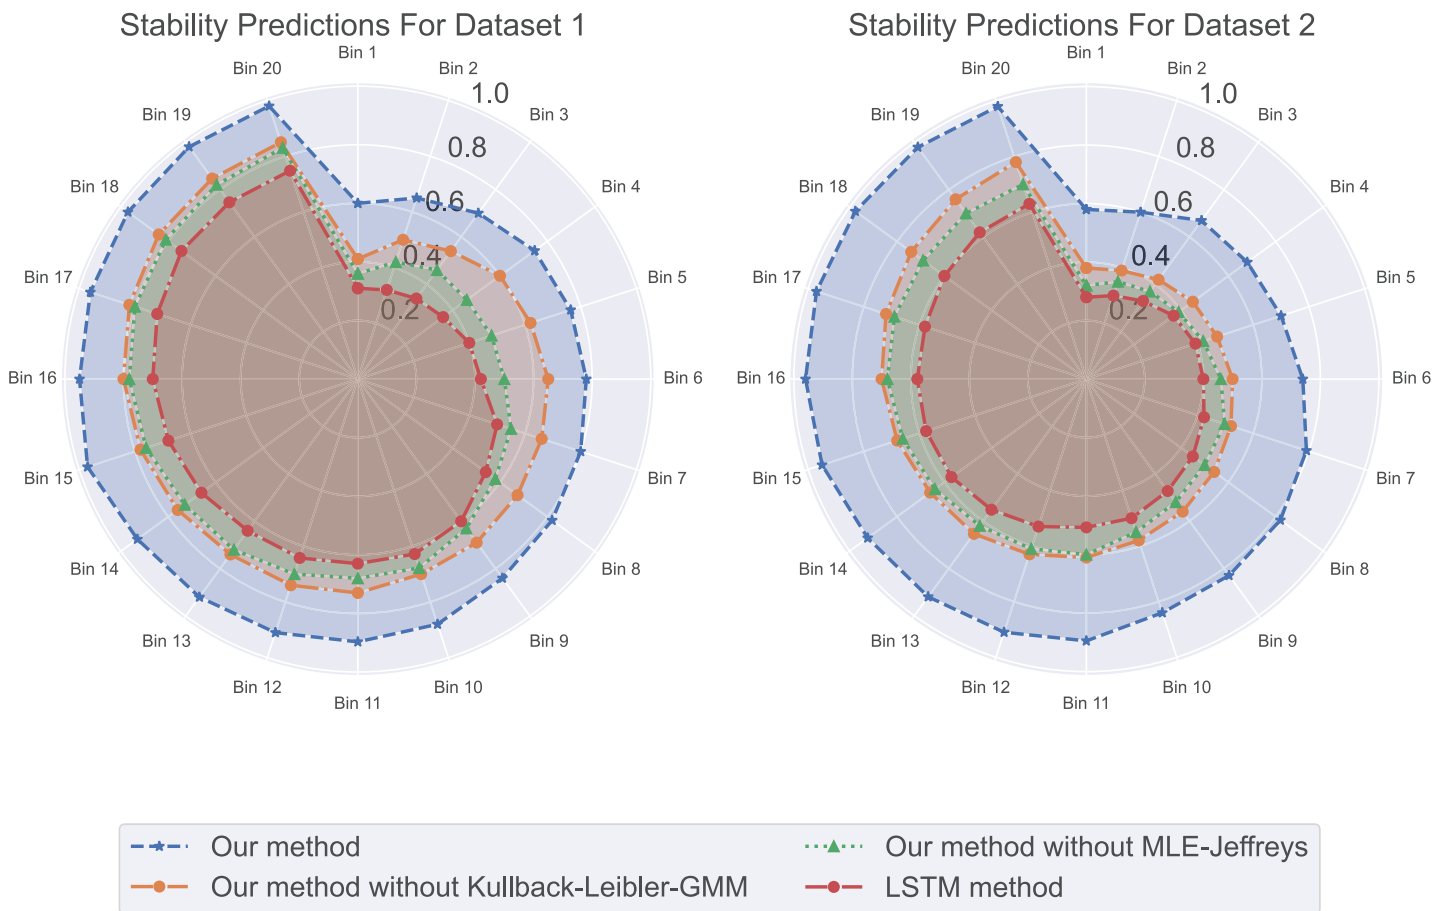 Stability Predictions For Dataset 1
Bin 1
Bin 2
Bin 3
Bin 4
Bin 5
Bin 6
Bin 7
Bin 8
Bin 9
Bin 10
Bin 11
Bin 12
Bin 13
Bin 14
Bin 15
Bin 16
Bin 17
Bin 18
Bin 19
Bin 20
1.0
0.8
0.6
0.4
0.2
Stability Predictions For Dataset 2
Bin 1
Bin 2
Bin 3
Bin 4
Bin 5
Bin 6
Bin 7
Bin 8
Bin 9
Bin 10
Bin 11
Bin 12
Bin 13
Bin 14
Bin 15
Bin 16
Bin 17
Bin 18
Bin 19
Bin 20
1.0
0.8
0.6
0.4
0.2
Our method
Our method without Kullback-Leibler-GMM
Our method without MLE-Jeffreys
LSTM method